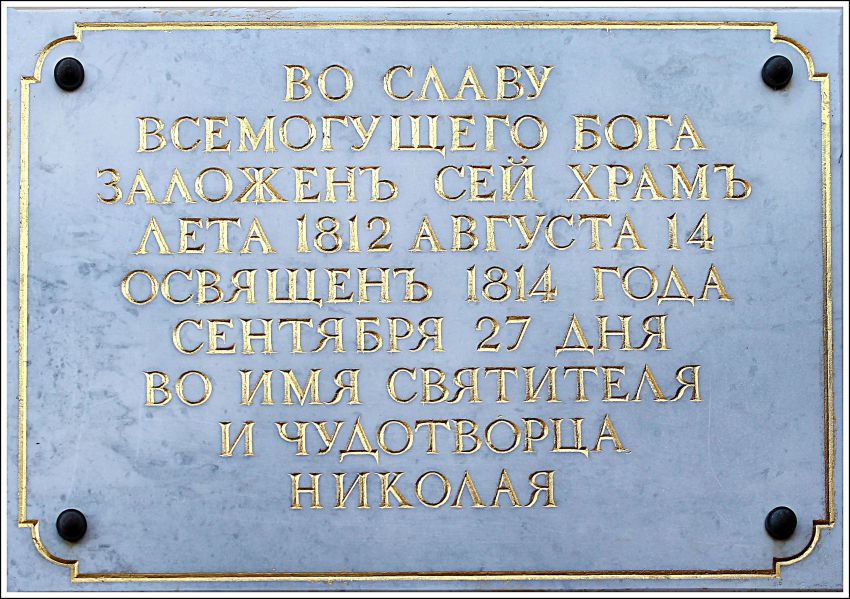 ВО СЛАВУ
ВСЕМОГУЩЕГО БОГА
ЗАЛОЖЕНЪ СЕЙ ХРАМЪ
ЛЕТА 1812 АВГУСТА 14
ОСВЯЩЕНЪ 1814 ГОДА
СЕНТЯБРЯ 27 ДНЯ
ВО ИМЯ СВЯТИТЕЛЯ
И ЧУДОТВОРЦА
НИКОЛАЯ